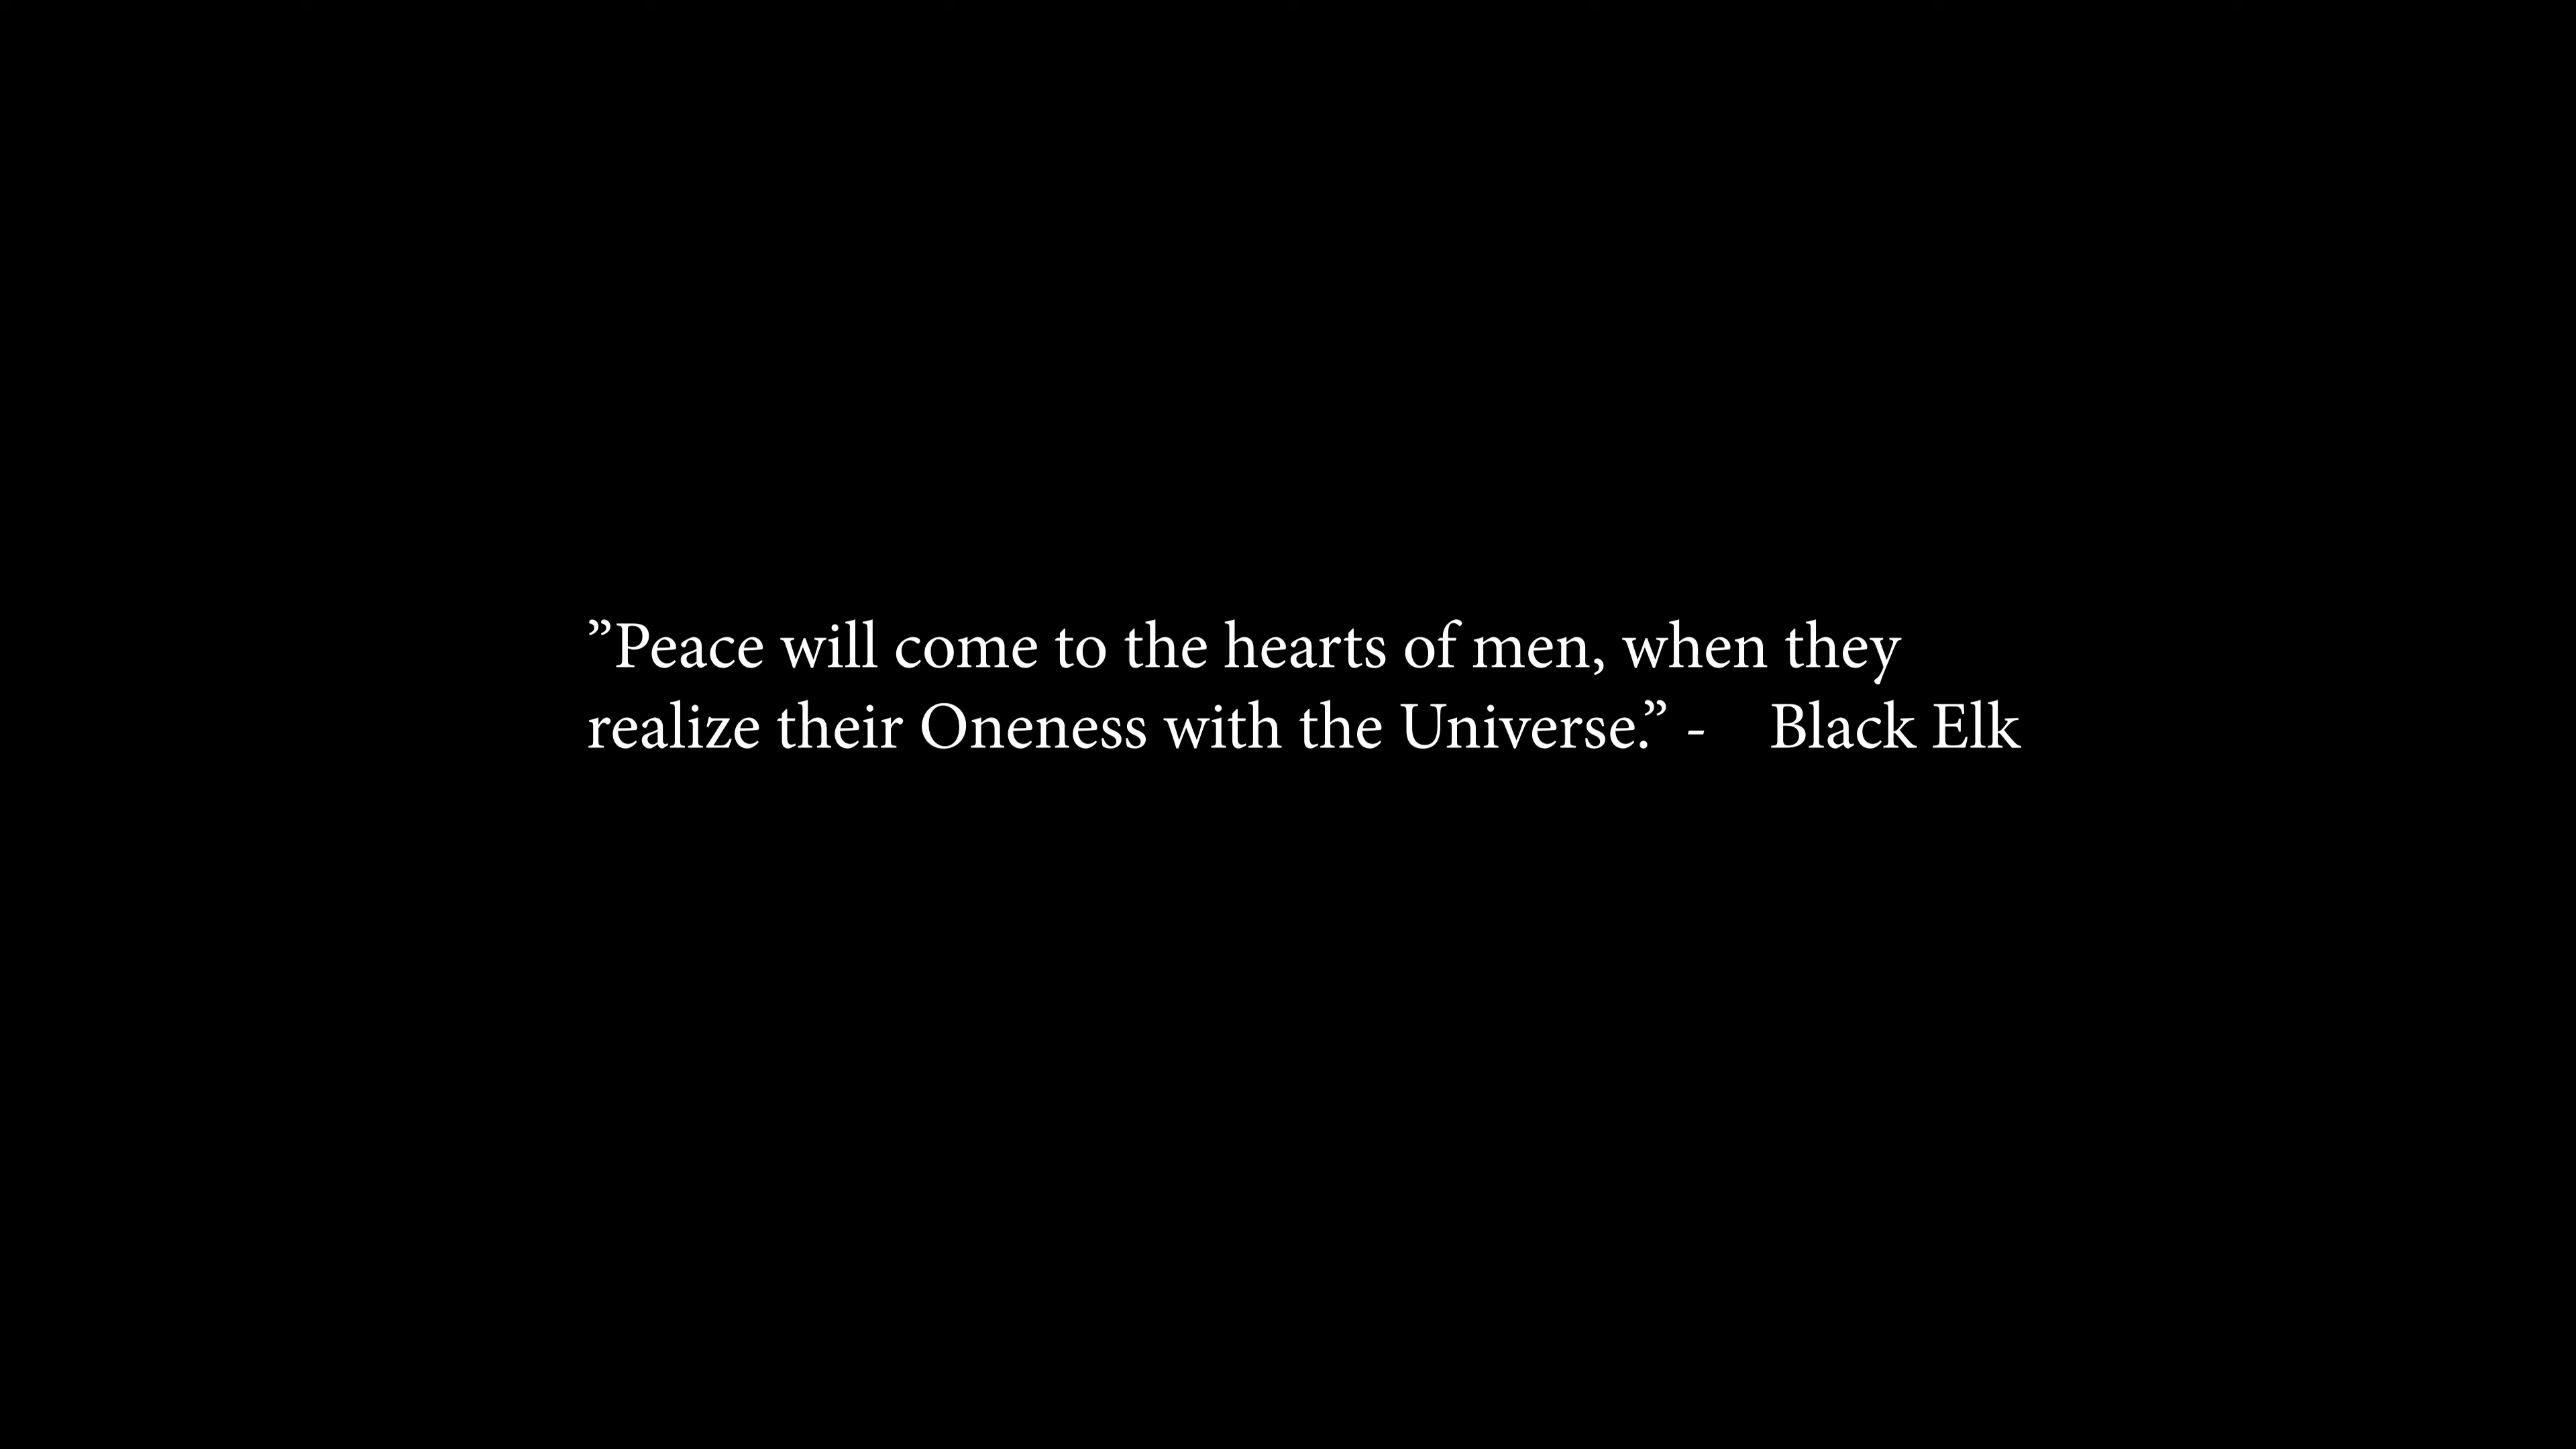 ”Peace will come to the hearts of men, when they
realize their Oneness with the Universe.” -    Black Elk